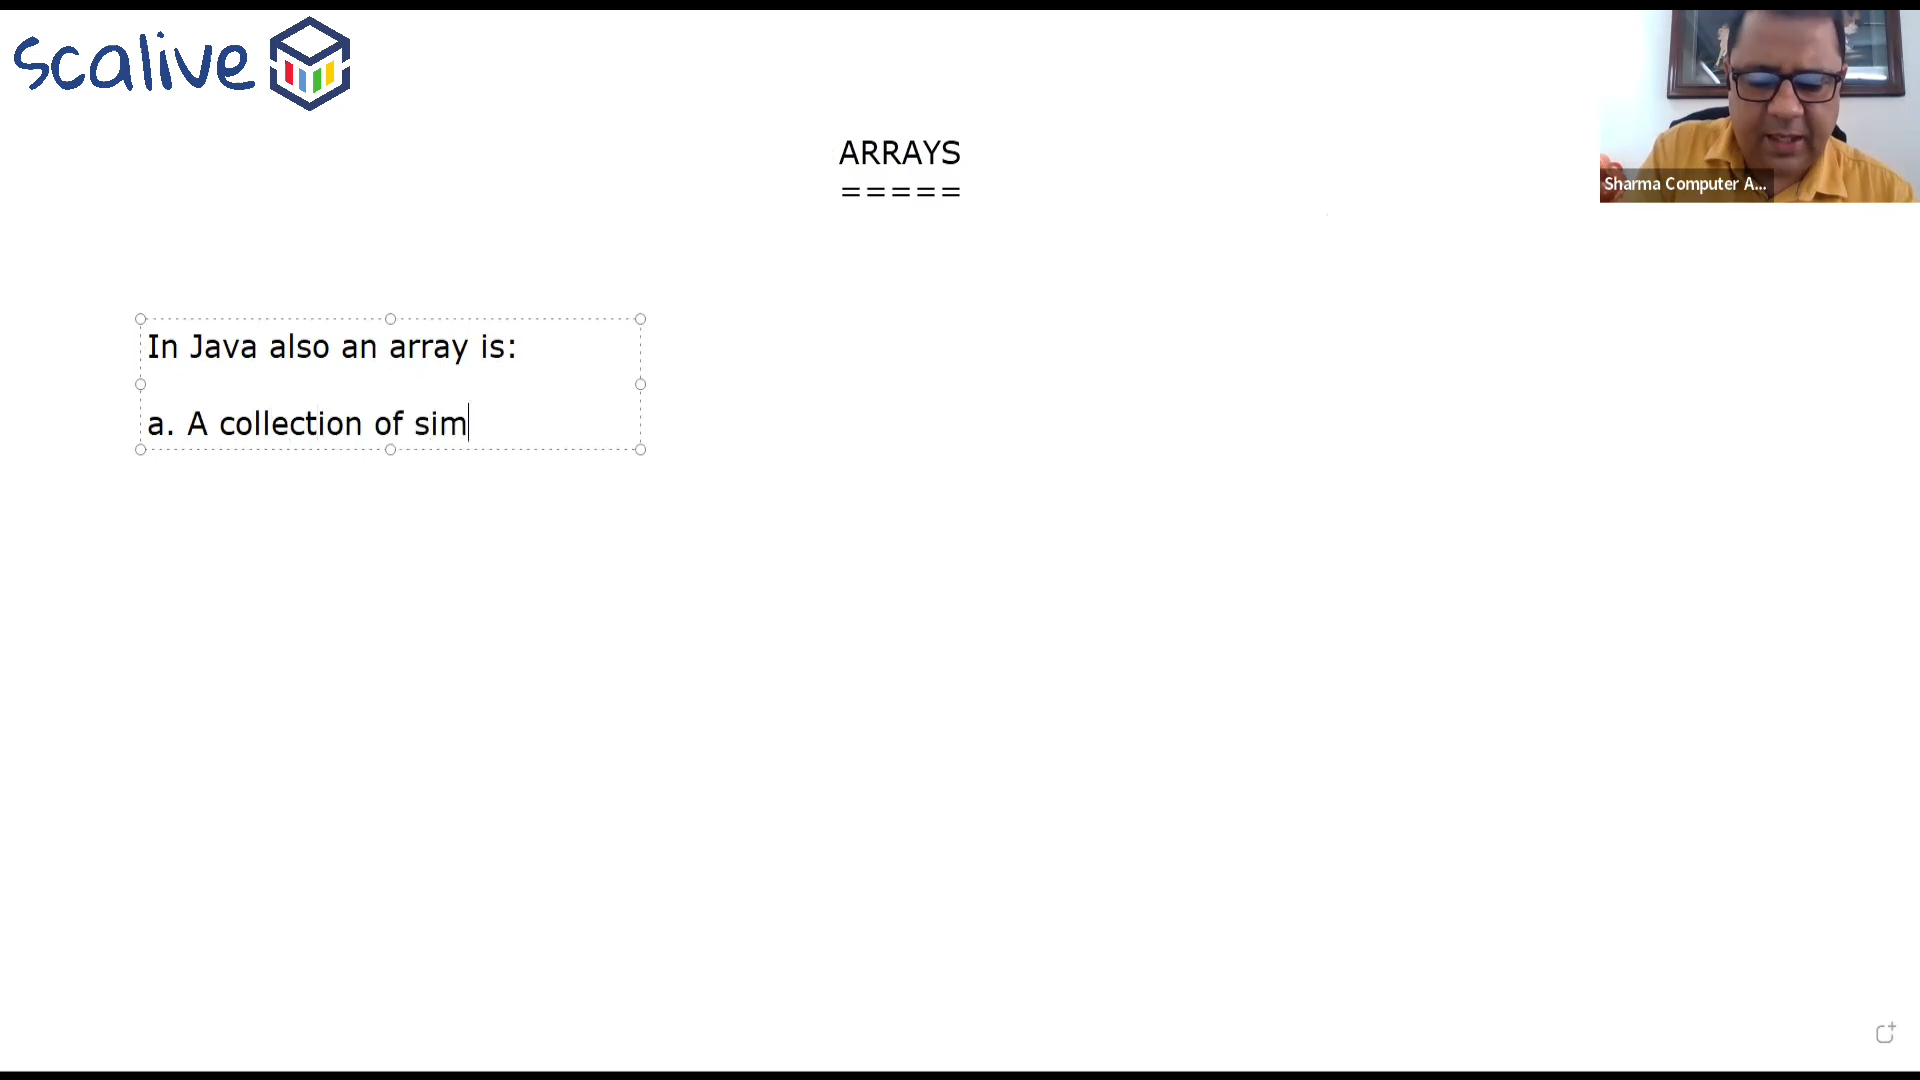 scalive
ARRAYS
=====
Sharma Computer A...
In Java also an array is:
a. A collection of sim